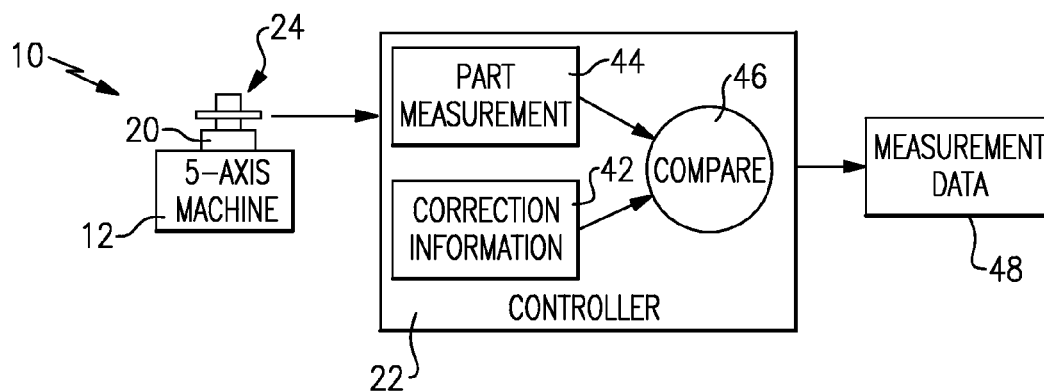 10
24
20
5-AXIS
MACHINE
12
PART
MEASUREMENT
44
CORRECTION
INFORMATION
42
46
COMPARE
CONTROLLER
22
MEASUREMENT
DATA
48